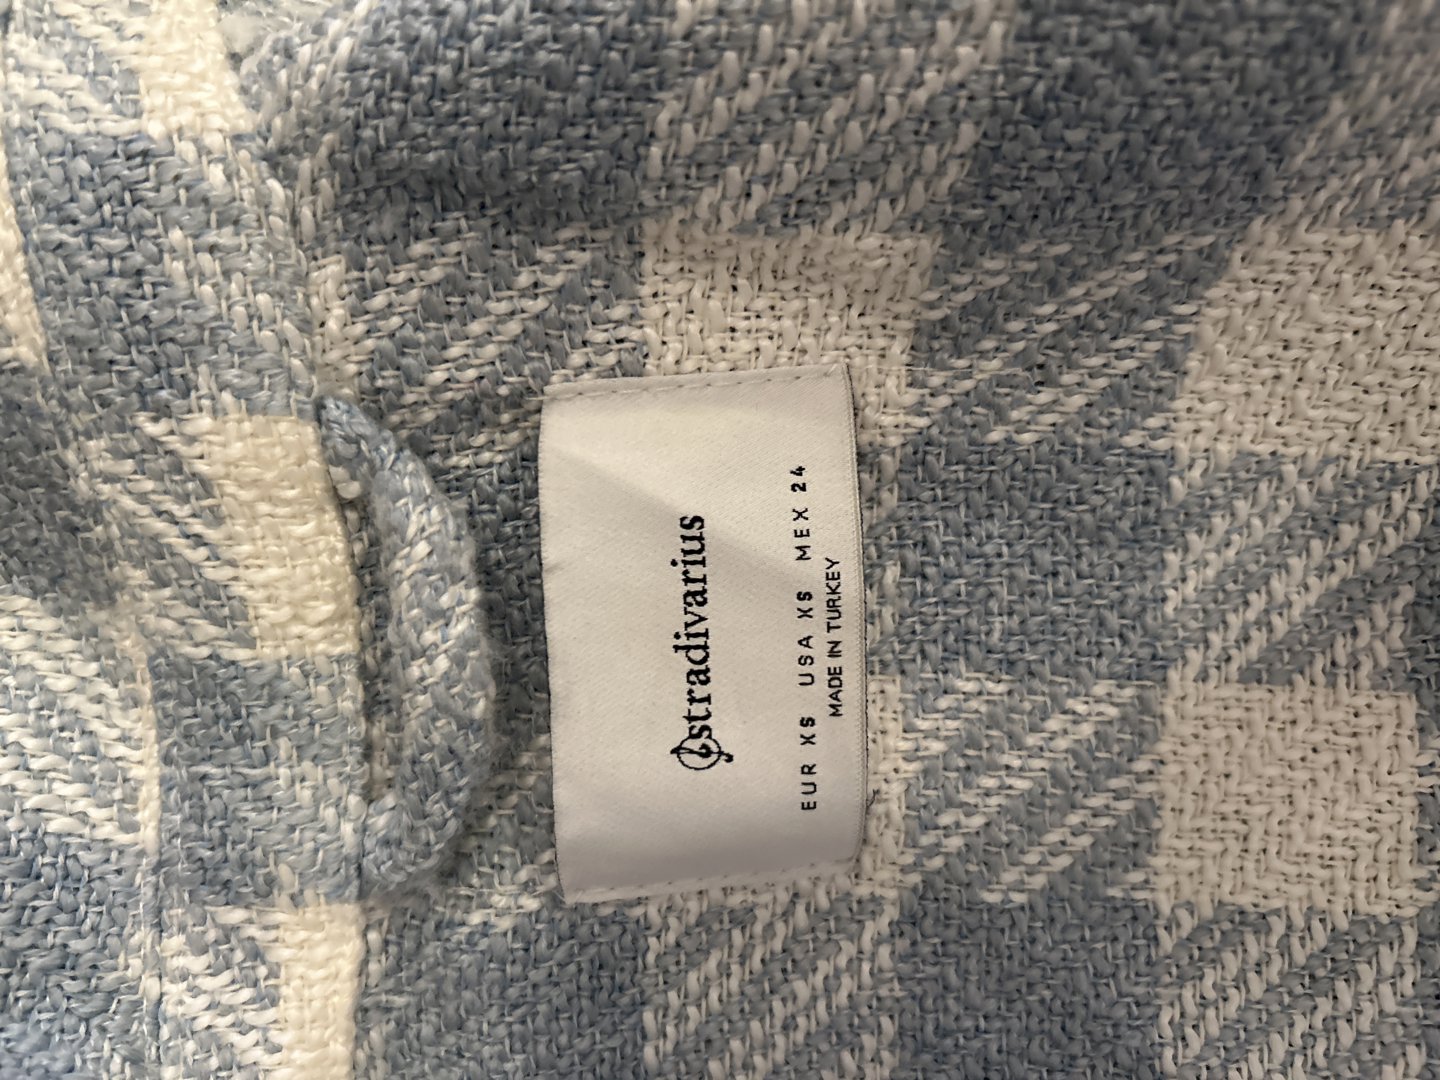 stradivarius
EUR XS USA XS MEX 24
MADE IN TURKEY